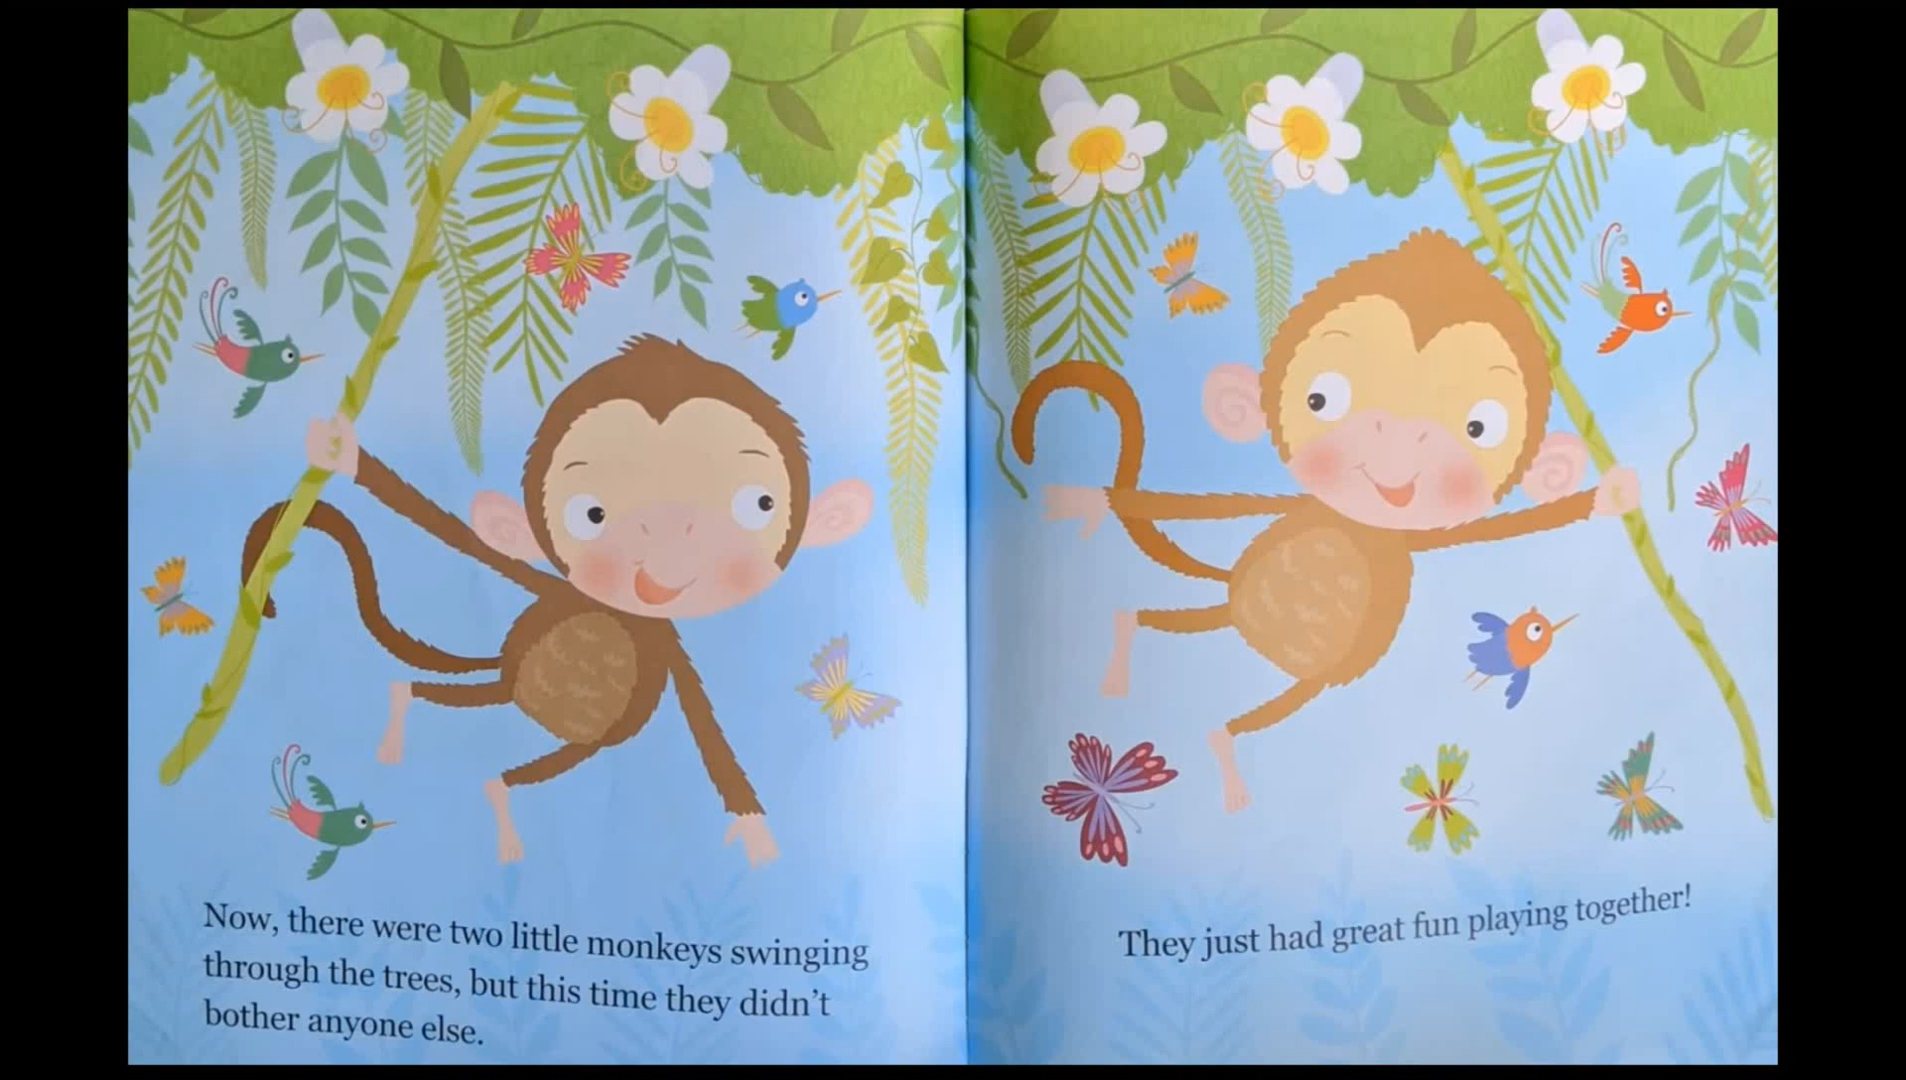 Now, there were two little monkeys swinging
through the trees, but this time they didn’t
bother anyone else.
They just had great fun playing together!